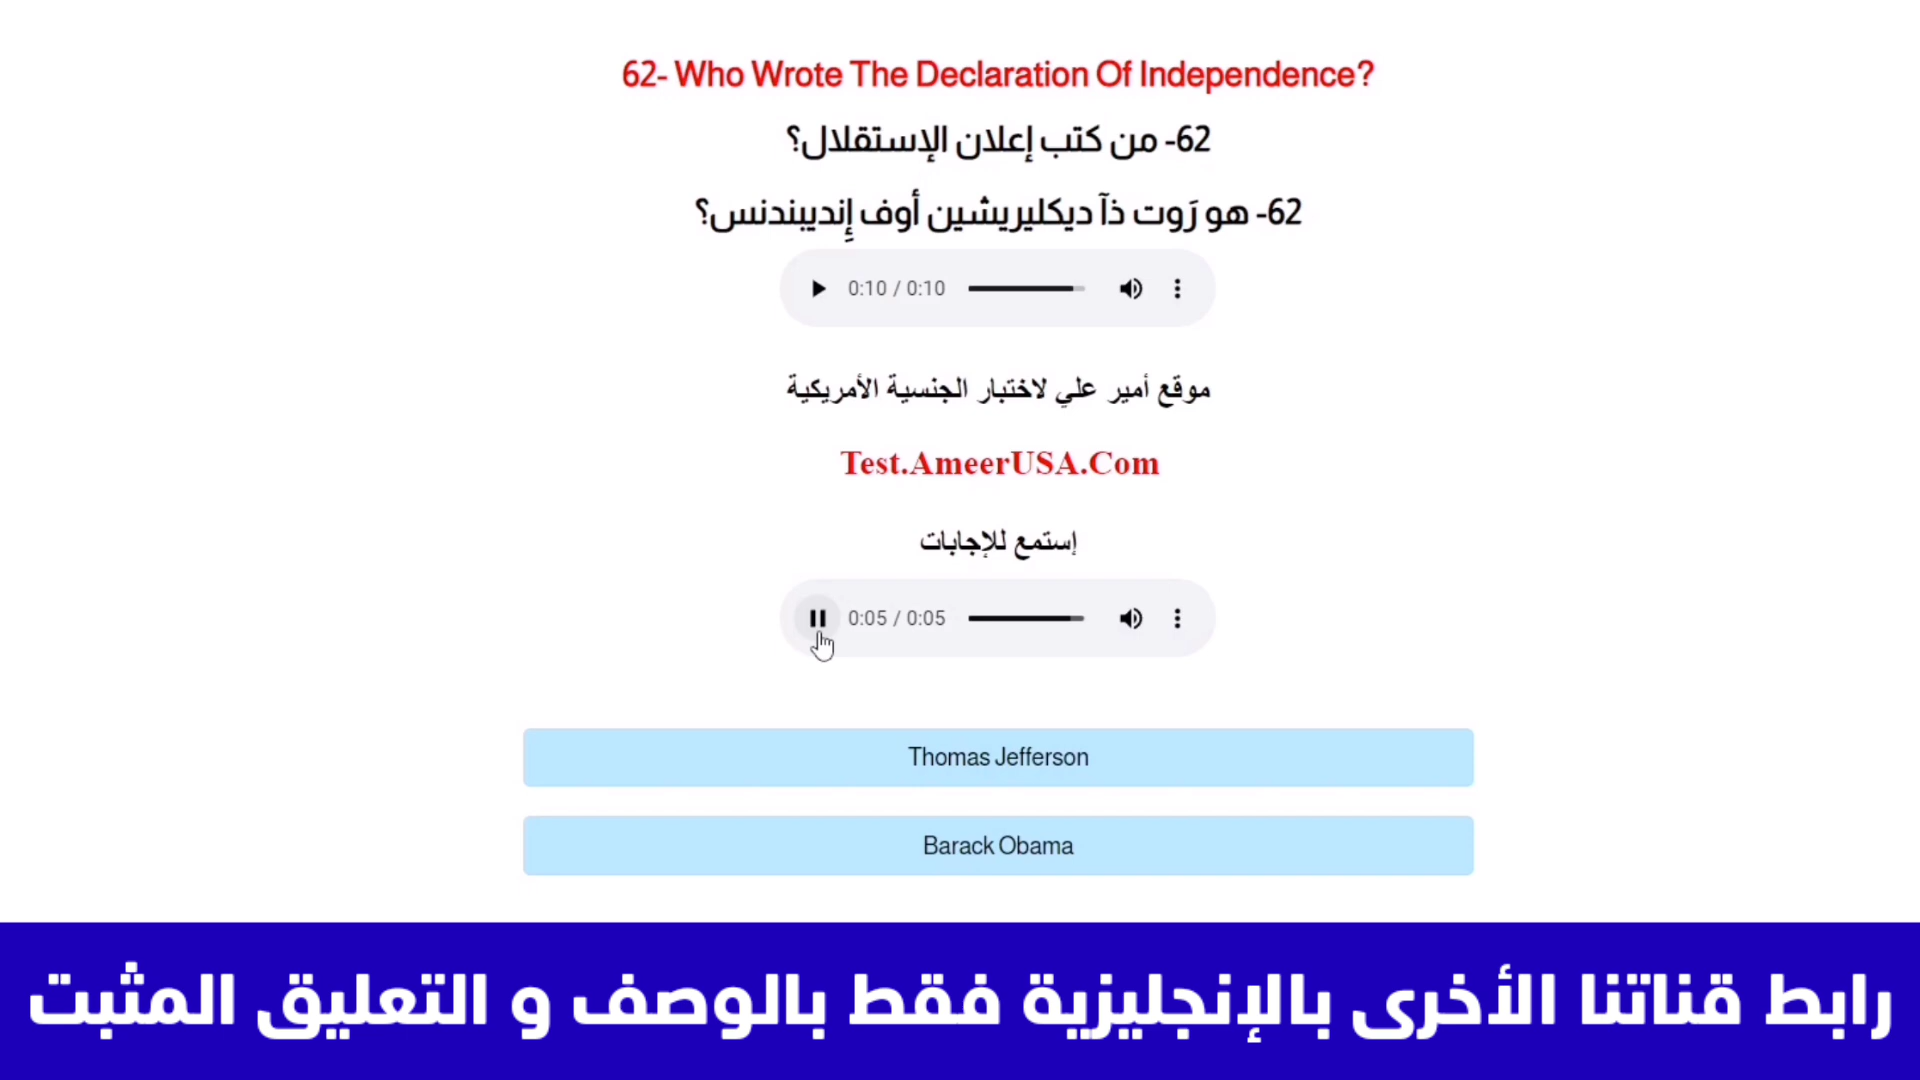 62- Who Wrote The Declaration Of Independence?
62- من كتب إعلان الإستقلال؟
62- هو رَوت ذآ ديكليريشين أوف إِنديبندنس؟
0:10 / 0:10
موقع أمير علي لاختبار الجنسية الأمريكية
Test.AmeerUSA.Com
إستمع للإجابات
0:05 / 0:05
Thomas Jefferson
Barack Obama
رابط قناتنا الأخرى بالإنجليزية فقط بالوصف و التعليق المثبت